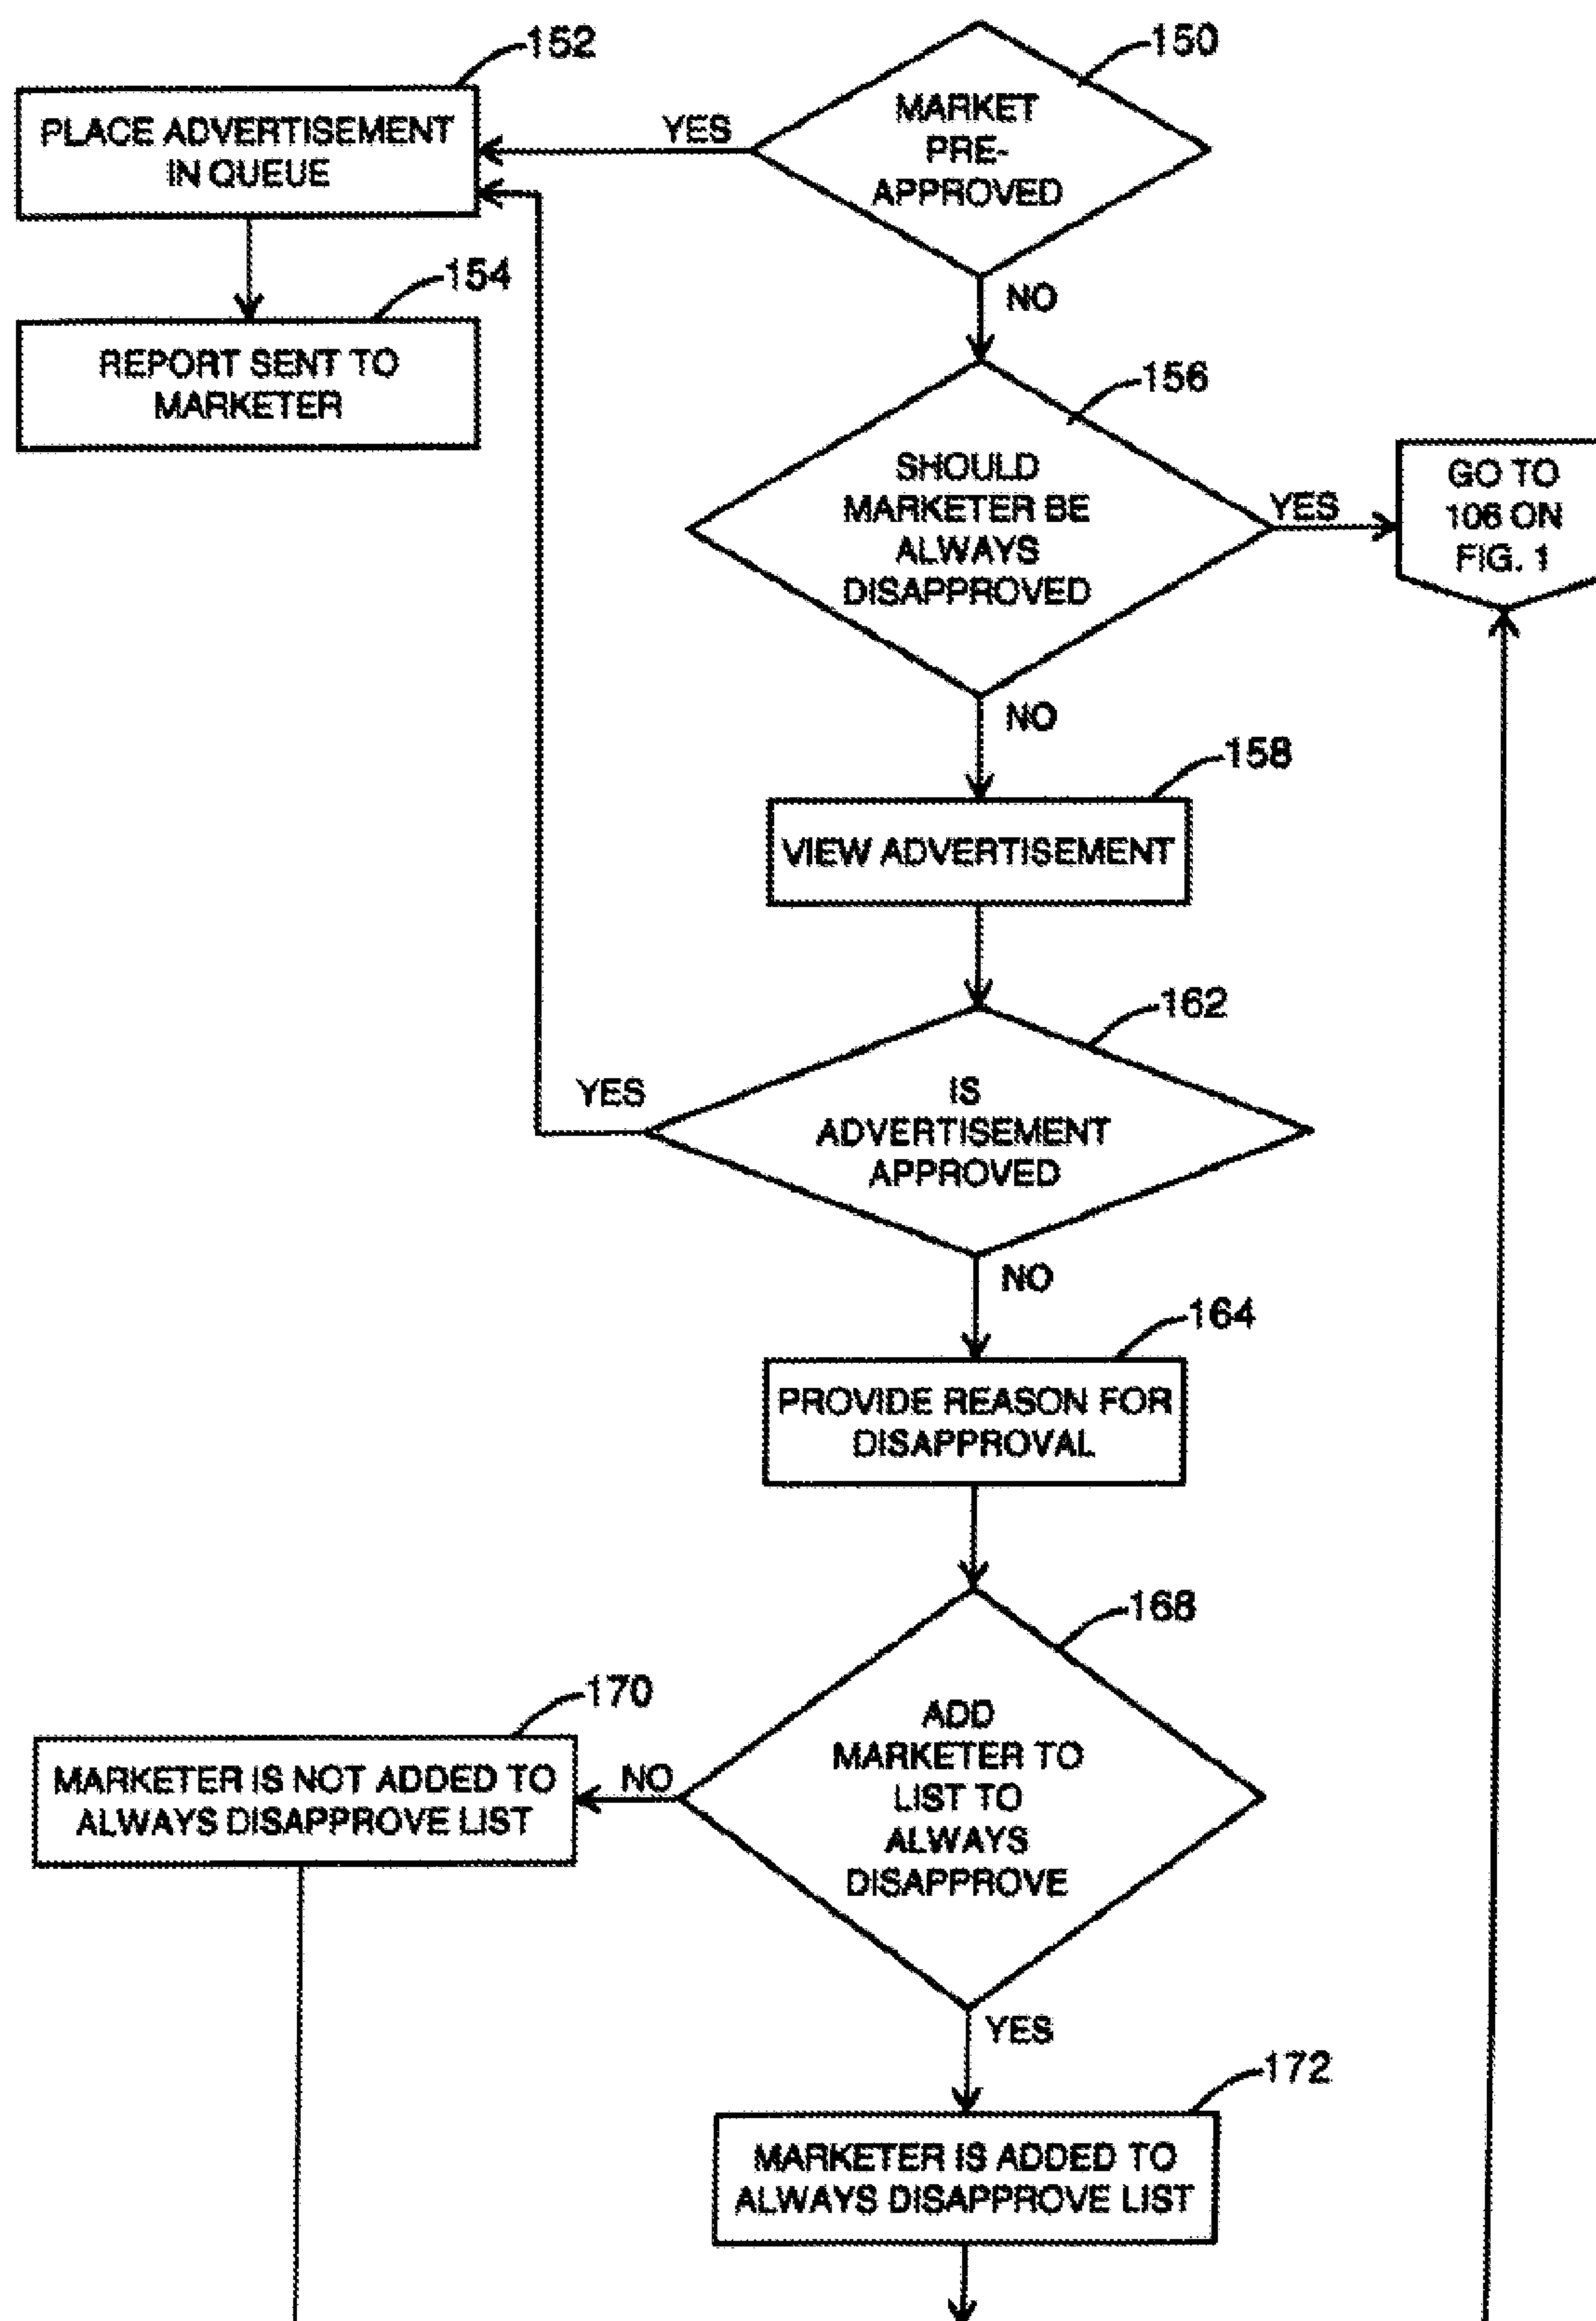 152
PLACE ADVERTISEMENT
IN QUEUE
YES
150
MARKET
PRE-
APPROVED
NO
154
REPORT SENT TO
MARKETER
156
SHOULD
MARKETER BE
ALWAYS
DISAPPROVED
YES
GO TO
106 ON
FIG. 1
NO
158
VIEW ADVERTISEMENT
162
YES
IS
ADVERTISEMENT
APPROVED
NO
164
PROVIDE REASON FOR
DISAPPROVAL
168
ADD
MARKETER TO
LIST TO
ALWAYS
DISAPPROVE
NO
170
MARKETER IS NOT ADDED TO
ALWAYS DISAPPROVE LIST
YES
172
MARKETER IS ADDED TO
ALWAYS DISAPPROVE LIST